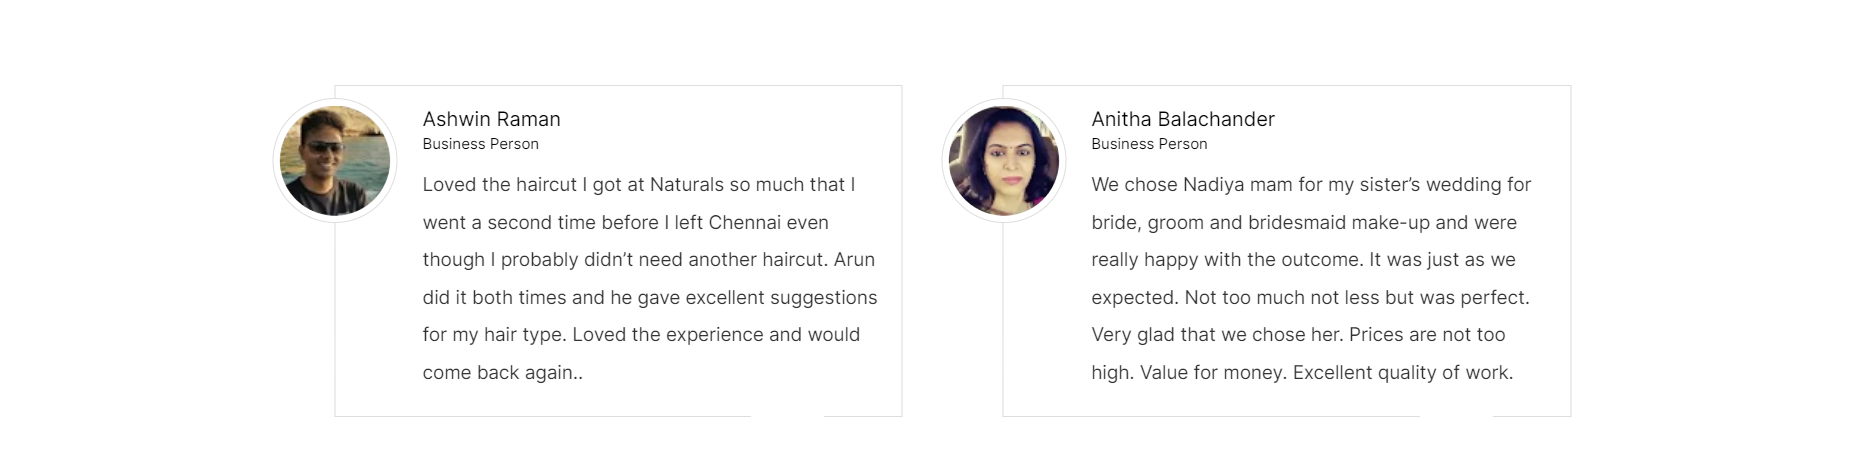 Ashwin Raman
Business Person
Loved the haircut I got at Naturals so much that I
went a second time before I left Chennai even
though I probably didn’t need another haircut. Arun
did it both times and he gave excellent suggestions
for my hair type. Loved the experience and would
come back again..
Anitha Balachander
Business Person
We chose Nadiya mam for my sister’s wedding for
bride, groom and bridesmaid make-up and were
really happy with the outcome. It was just as we
expected. Not too much not less but was perfect.
Very glad that we chose her. Prices are not too
high. Value for money. Excellent quality of work.